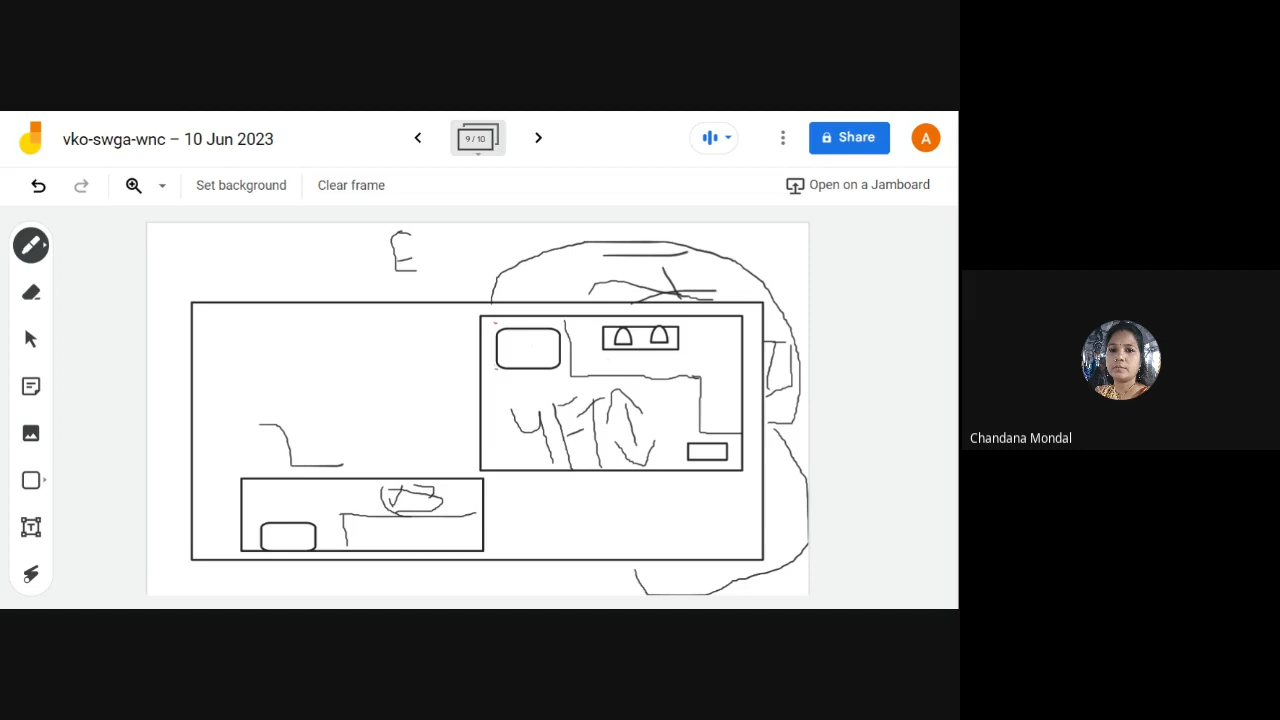 vko-swga-wnc – 10 Jun 2023
9 / 10
Share
A
Set background
Clear frame
Open on a Jamboard
E
T
Chandana Mondal